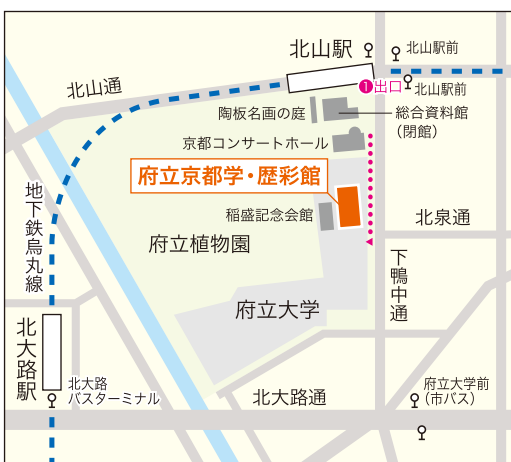 北山駅
北山駅前
北山通
❶出口
北山駅前
陶板名画の庭
総合資料館
（閉館）
京都コンサートホール
府立京都学・歴彩館
地下鉄烏丸線
稲盛記念会館
北泉通
府立植物園
下鴨中通
府立大学
北大路駅
北大路
バスターミナル
北大路通
府立大学前
（市バス）